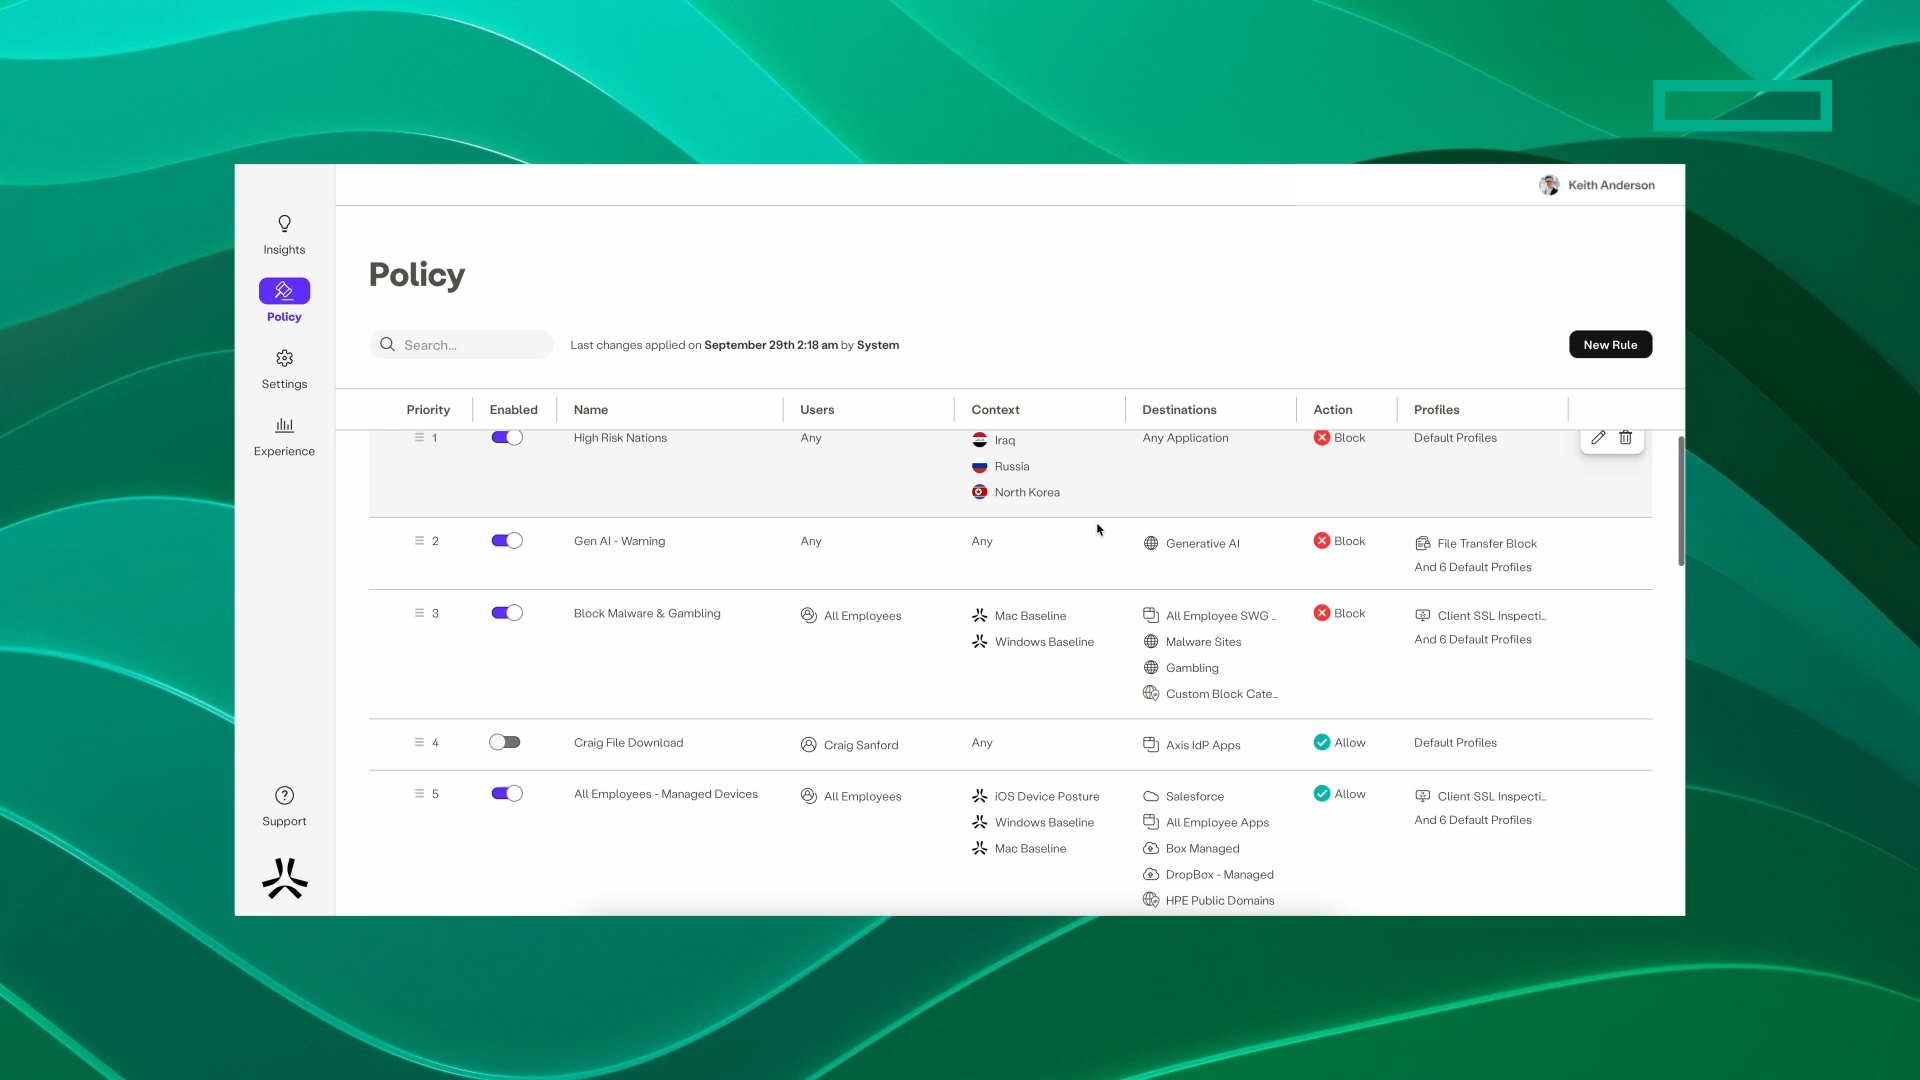 Keith Anderson
Insights
Policy
Settings
Experience
Support
Policy
Search...
Last changes applied on September 29th 2:18 am by System
New Rule
Priority Enabled Name Users Context Destinations Action Profiles
1 High Risk Nations Any Iraq Any Application Block Default Profiles
Russia
North Korea
2 Gen AI - Warning Any Any Generative AI Block File Transfer Block
And 6 Default Profiles
3 Block Malware & Gambling All Employees Mac Baseline All Employee SWG .. Block Client SSL Inspecti..
Windows Baseline Malware Sites And 6 Default Profiles
Gambling
Custom Block Cate..
4 Craig File Download Craig Sanford Any Axis IdP Apps Allow Default Profiles
5 All Employees - Managed Devices All Employees iOS Device Posture Salesforce Allow Client SSL Inspecti..
Windows Baseline All Employee Apps And 6 Default Profiles
Mac Baseline Box Managed
DropBox - Managed
HPE Public Domains